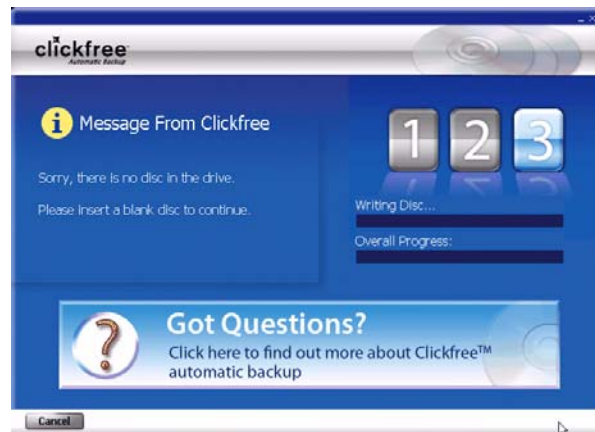 clickfree
Automatic Backup
Message From Clickfree
Sorry, there is no disc in the drive.
Please insert a blank disc to continue.
1 2 3
Writing Disc...
Overall Progress:
Got Questions?
Click here to find out more about Clickfree™
automatic backup
Cancel